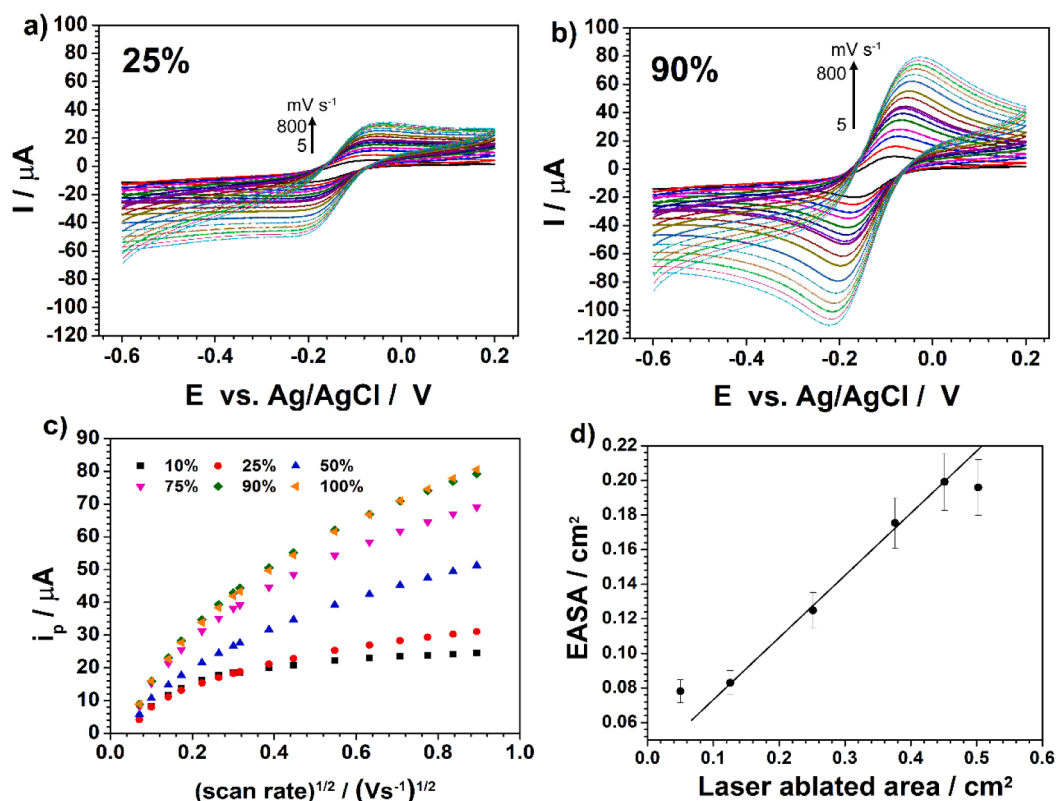 a)
25%
mV s⁻¹
800
5
100
80
60
40
20
0
-20
-40
-60
-80
-100
-120
I / µA
-0.6 -0.4 -0.2 0.0 0.2
E vs. Ag/AgCl / V
b)
90%
mV s⁻¹
800
5
100
80
60
40
20
0
-20
-40
-60
-80
-100
-120
I / µA
-0.6 -0.4 -0.2 0.0 0.2
E vs. Ag/AgCl / V
c)
10% 25% 50%
75% 90% 100%
90
80
70
60
50
40
30
20
10
0
iₚ / µA
0.0 0.2 0.4 0.6 0.8 1.0
(scan rate)¹ᐟ² / (Vs⁻¹)¹ᐟ²
d)
0.22
0.20
0.18
0.16
0.14
0.12
0.10
0.08
0.06
EASA / cm²
0.0 0.1 0.2 0.3 0.4 0.5 0.6
Laser ablated area / cm²